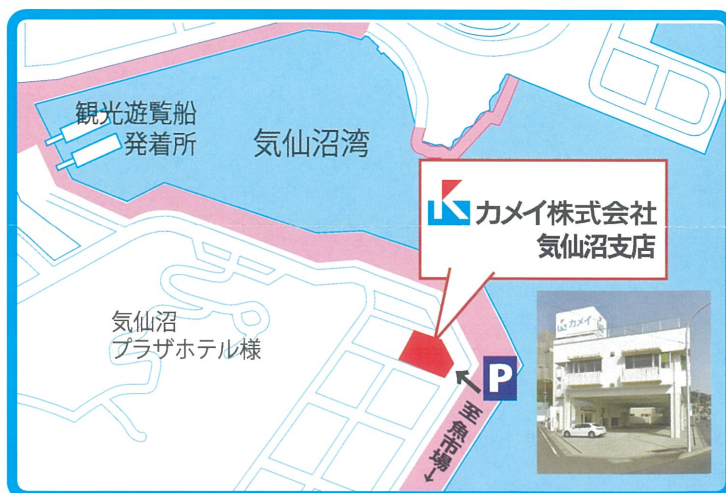 観光遊覧船
発着所
気仙沼湾
カメイ株式会社
気仙沼支店
気仙沼
プラザホテル様
カメイ
P
至魚市場↓